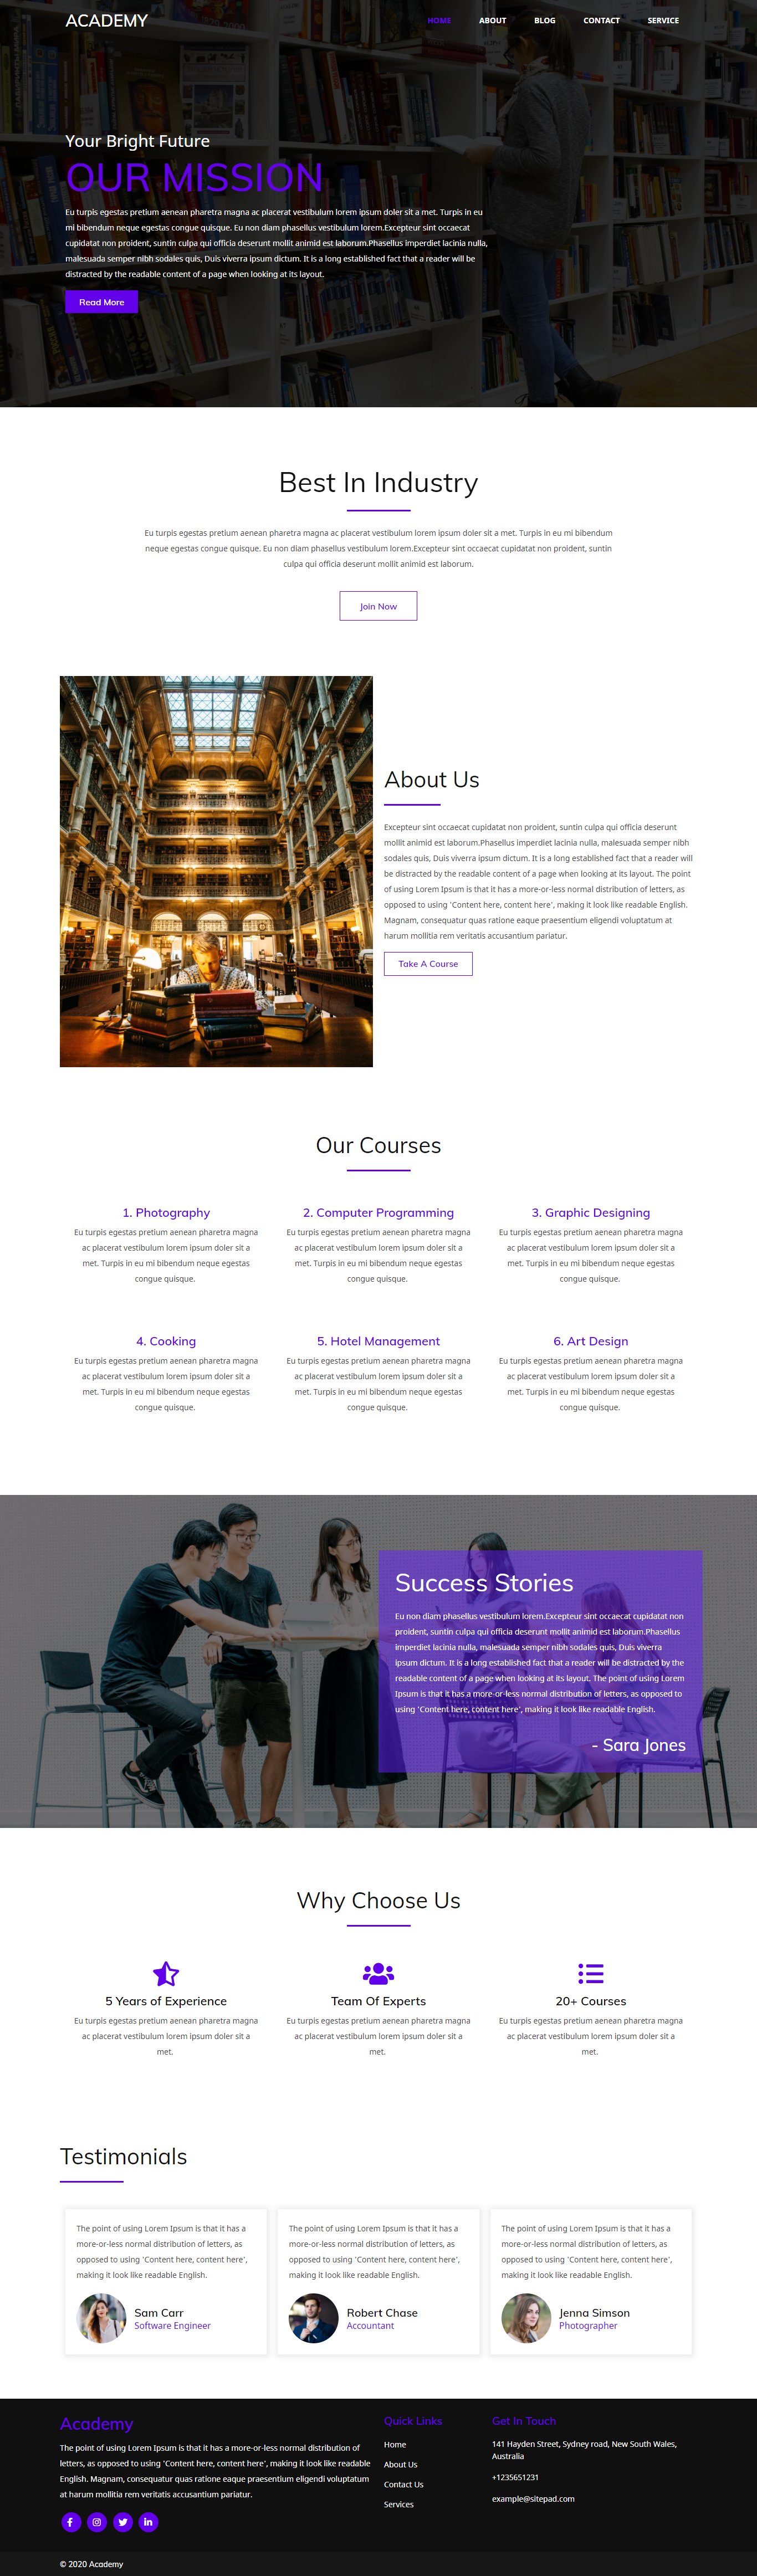 ACADEMY
HOME ABOUT BLOG CONTACT SERVICE
Your Bright Future
OUR MISSION
Eu turpis egestas pretium aenean pharetra magna ac placerat vestibulum lorem ipsum doler sit a met. Turpis in eu
mi bibendum neque egestas congue quisque. Eu non diam phasellus vestibulum lorem.Excepteur sint occaecat
cupidatat non proident, suntin culpa qui officia deserunt mollit animid est laborum.Phasellus imperdiet lacinia nulla,
malesuada semper nibh sodales quis, Duis viverra ipsum dictum. It is a long established fact that a reader will be
distracted by the readable content of a page when looking at its layout.
Read More
Best In Industry
Eu turpis egestas pretium aenean pharetra magna ac placerat vestibulum lorem ipsum doler sit a met. Turpis in eu mi bibendum
neque egestas congue quisque. Eu non diam phasellus vestibulum lorem.Excepteur sint occaecat cupidatat non proident, suntin
culpa qui officia deserunt mollit animid est laborum.
Join Now
About Us
Excepteur sint occaecat cupidatat non proident, suntin culpa qui officia deserunt
mollit animid est laborum.Phasellus imperdiet lacinia nulla, malesuada semper nibh
sodales quis, Duis viverra ipsum dictum. It is a long established fact that a reader will
be distracted by the readable content of a page when looking at its layout. The point
of using Lorem Ipsum is that it has a more-or-less normal distribution of letters, as
opposed to using 'Content here, content here', making it look like readable English.
Magnam, consequatur quas ratione eaque praesentium eligendi voluptatum at
harum mollitia rem veritatis accusantium pariatur.
Take A Course
Our Courses
1. Photography
Eu turpis egestas pretium aenean pharetra magna
ac placerat vestibulum lorem ipsum doler sit a
met. Turpis in eu mi bibendum neque egestas
congue quisque.
2. Computer Programming
Eu turpis egestas pretium aenean pharetra magna
ac placerat vestibulum lorem ipsum doler sit a
met. Turpis in eu mi bibendum neque egestas
congue quisque.
3. Graphic Designing
Eu turpis egestas pretium aenean pharetra magna
ac placerat vestibulum lorem ipsum doler sit a
met. Turpis in eu mi bibendum neque egestas
congue quisque.
4. Cooking
Eu turpis egestas pretium aenean pharetra magna
ac placerat vestibulum lorem ipsum doler sit a
met. Turpis in eu mi bibendum neque egestas
congue quisque.
5. Hotel Management
Eu turpis egestas pretium aenean pharetra magna
ac placerat vestibulum lorem ipsum doler sit a
met. Turpis in eu mi bibendum neque egestas
congue quisque.
6. Art Design
Eu turpis egestas pretium aenean pharetra magna
ac placerat vestibulum lorem ipsum doler sit a
met. Turpis in eu mi bibendum neque egestas
congue quisque.
Success Stories
Eu non diam phasellus vestibulum lorem.Excepteur sint occaecat cupidatat non
proident, suntin culpa qui officia deserunt mollit animid est laborum.Phasellus
imperdiet lacinia nulla, malesuada semper nibh sodales quis, Duis viverra
ipsum dictum. It is a long established fact that a reader will be distracted by the
readable content of a page when looking at its layout. The point of using Lorem
Ipsum is that it has a more-or-less normal distribution of letters, as opposed to
using 'Content here, content here', making it look like readable English.
- Sara Jones
Why Choose Us
5 Years of Experience
Eu turpis egestas pretium aenean pharetra magna
ac placerat vestibulum lorem ipsum doler sit a
met.
Team Of Experts
Eu turpis egestas pretium aenean pharetra magna
ac placerat vestibulum lorem ipsum doler sit a
met.
20+ Courses
Eu turpis egestas pretium aenean pharetra magna
ac placerat vestibulum lorem ipsum doler sit a
met.
Testimonials
The point of using Lorem Ipsum is that it has a
more-or-less normal distribution of letters, as
opposed to using 'Content here, content here',
making it look like readable English.
Sam Carr
Software Engineer
The point of using Lorem Ipsum is that it has a
more-or-less normal distribution of letters, as
opposed to using 'Content here, content here',
making it look like readable English.
Robert Chase
Accountant
The point of using Lorem Ipsum is that it has a
more-or-less normal distribution of letters, as
opposed to using 'Content here, content here',
making it look like readable English.
Jenna Simson
Photographer
Academy
The point of using Lorem Ipsum is that it has a more-or-less normal distribution of
letters, as opposed to using 'Content here, content here', making it look like readable
English. Magnam, consequatur quas ratione eaque praesentium eligendi voluptatum
at harum mollitia rem veritatis accusantium pariatur.
Quick Links
Home
About Us
Contact Us
Services
Get In Touch
141 Hayden Street, Sydney road, New South Wales,
Australia
+1235651231
example@sitepad.com
© 2020 Academy